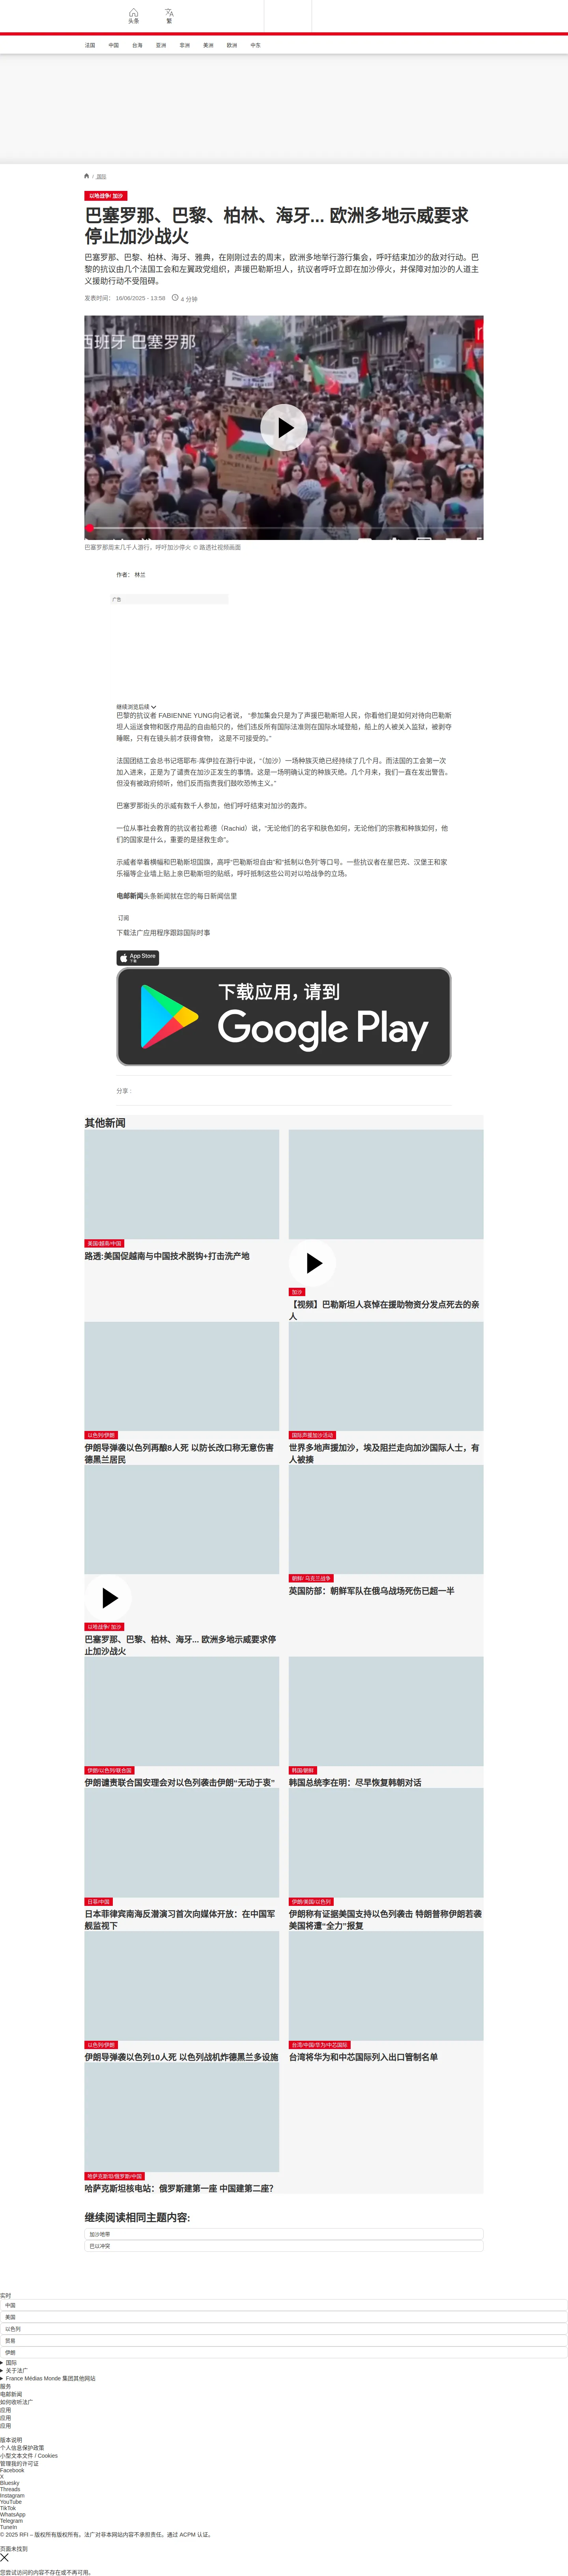 头条
繁
法国
中国
台海
亚洲
非洲
美洲
欧洲
中东
/ 国际
以哈战争/ 加沙
巴塞罗那、巴黎、柏林、海牙... 欧洲多地示威要求
停止加沙战火
巴塞罗那、巴黎、柏林、海牙、雅典，在刚刚过去的周末，欧洲多地举行游行集会，呼吁结束加沙的敌对行动。巴
黎的抗议由几个法国工会和左翼政党组织，声援巴勒斯坦人，抗议者呼吁立即在加沙停火，并保障对加沙的人道主
义援助行动不受阻碍。
发表时间： 16/06/2025 - 13:58
4 分钟
西班牙 巴塞罗那
巴塞罗那周末几千人游行，呼吁加沙停火 © 路透社视频画面
作者： 林兰
广告
继续浏览后续
巴黎的抗议者 FABIENNE YUNG向记者说， “参加集会只是为了声援巴勒斯坦人民，你看他们是如何对待向巴勒斯
坦人运送食物和医疗用品的自由船只的，他们违反所有国际法准则在国际水域登船，船上的人被关入监狱，被剥夺
睡眠，只有在镜头前才获得食物， 这是不可接受的。”
法国团结工会总书记塔耶布·库伊拉在游行中说，“（加沙）一场种族灭绝已经持续了几个月。而法国的工会第一次
加入进来，正是为了谴责在加沙正发生的事情。这是一场明确认定的种族灭绝。几个月来，我们一直在发出警告。
但没有被政府倾听，他们反而指责我们鼓吹恐怖主义。”
巴黎那街头的示威有数千人参加，他们呼吁结束对加沙的轰炸。
一位从事社会教育的抗议者拉希德（Rachid）说，“无论他们的名字和肤色如何，无论他们的宗教和种族如何，他
们的国家是什么，重要的是拯救生命”。
示威者举着横幅和巴勒斯坦国旗，高呼“巴勒斯坦自由”和“抵制以色列”等口号。一些抗议者在星巴克、汉堡王和家
乐福等企业墙上贴上亲巴勒斯坦的贴纸，呼吁抵制这些公司对以哈战争的立场。
电邮新闻头条新闻就在您的每日新闻信里
订阅
下载法广应用程序跟踪国际时事
App Store
下载
下载应用，请到
Google Play
分享 :
其他新闻
美国/越南/中国
路透:美国促越南与中国技术脱钩+打击洗产地
加沙
【视频】巴勒斯坦人哀悼在援助物资分发点死去的亲
人
以色列/伊朗
伊朗导弹袭以色列再酿8人死 以防长改口称无意伤害
德黑兰居民
国际声援加沙活动
世界多地声援加沙，埃及阻拦走向加沙国际人士，有
人被揍
以哈战争/ 加沙
巴塞罗那、巴黎、柏林、海牙... 欧洲多地示威要求停
止加沙战火
朝鲜/ 乌克兰战争
英国防部：朝鲜军队在俄乌战场死伤已超一半
伊朗/以色列/联合国
伊朗谴责联合国安理会对以色列袭击伊朗“无动于衷”
韩国/朝鲜
韩国总统李在明：尽早恢复韩朝对话
日菲/中国
日本菲律宾南海反潜演习首次向媒体开放：在中国军
舰监视下
伊朗/美国/以色列
伊朗称有证据美国支持以色列袭击 特朗普称伊朗若袭
美国将遭“全力”报复
以色列/伊朗
伊朗导弹袭以色列10人死 以色列战机炸德黑兰多设施
台湾/中国/华为/中芯国际
台湾将华为和中芯国际列入出口管制名单
哈萨克斯坦/俄罗斯/中国
哈萨克斯坦核电站：俄罗斯建第一座 中国建第二座？
继续阅读相同主题内容:
加沙地带
巴以冲突
实时
中国
美国
以色列
贸易
伊朗
国际
关于法广
France Médias Monde 集团其他网站
服务
电邮新闻
如何收听法广
应用
应用
应用
版本说明
个人信息保护政策
小型文本文件 / Cookies
管理我的许可证
Facebook
X
Bluesky
Threads
Instagram
YouTube
TikTok
WhatsApp
Telegram
TuneIn
© 2025 RFI – 版权所有版权所有。法广对非本网站内容不承担责任。通过 ACPM 认证。
页面未找到
您尝试访问的内容不存在或不再可用。